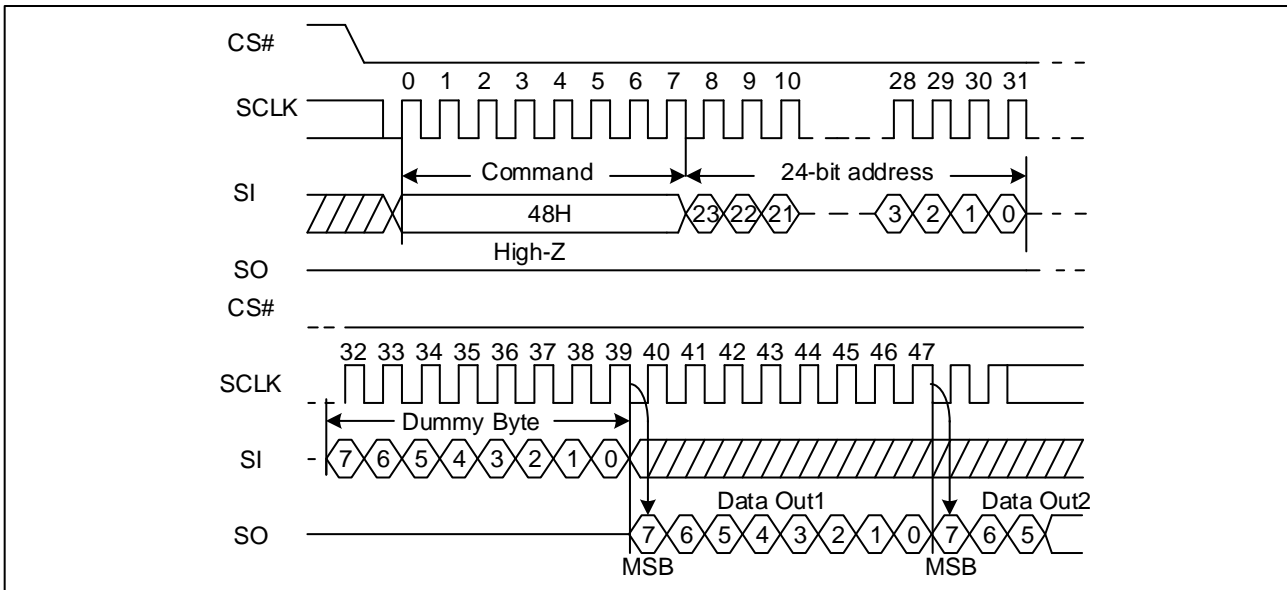 CS#
0 1 2 3 4 5 6 7 8 9 10 28 29 30 31
SCLK
Command 24-bit address
SI
48H 23 22 21 3 2 1 0
High-Z
SO
CS#
32 33 34 35 36 37 38 39 40 41 42 43 44 45 46 47
SCLK
Dummy Byte
SI 7 6 5 4 3 2 1 0
Data Out1 Data Out2
SO 7 6 5 4 3 2 1 0 7 6 5
MSB MSB